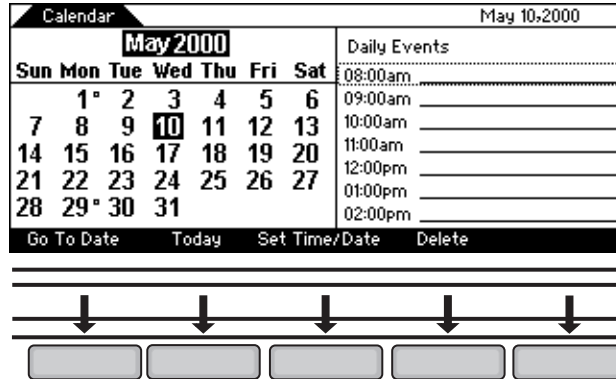 Calendar
May 10,2000
May 2000
Sun Mon Tue Wed Thu Fri Sat
1° 2 3 4 5 6
7 8 9 10 11 12 13
14 15 16 17 18 19 20
21 22 23 24 25 26 27
28 29° 30 31
Daily Events
08:00am
09:00am
10:00am
11:00am
12:00pm
01:00pm
02:00pm
Go To Date Today Set Time/Date Delete